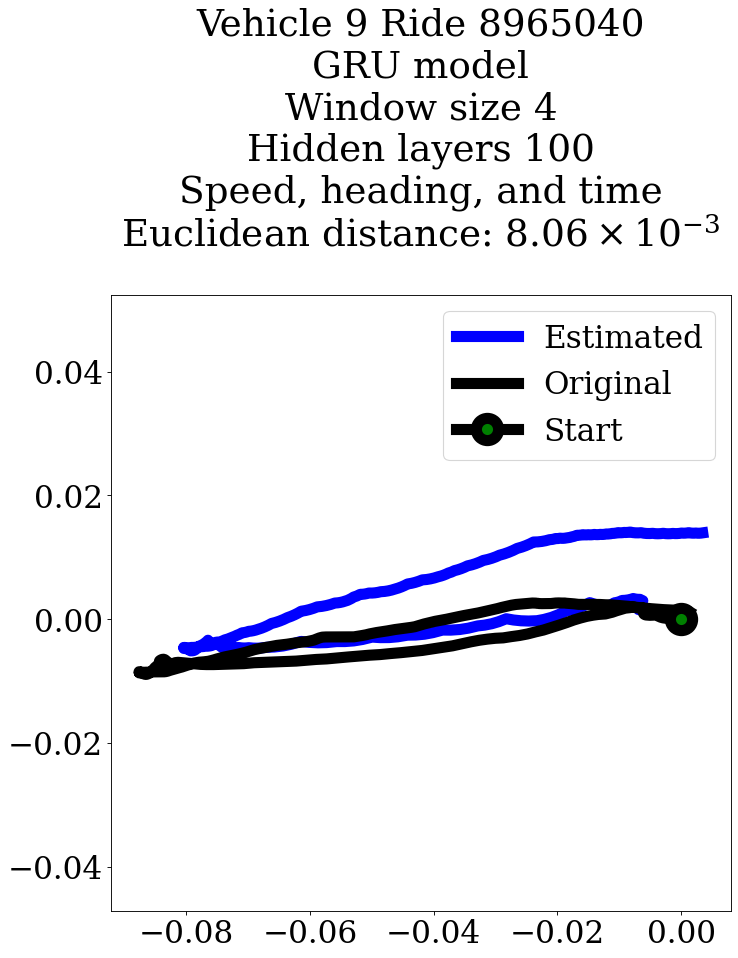 Vehicle 9 Ride 8965040
GRU model
Window size 4
Hidden layers 100
Speed, heading, and time
Euclidean distance: 8.06 × 10⁻³
Estimated
Original
Start
0.04
0.02
0.00
−0.02
−0.04
−0.08 −0.06 −0.04 −0.02 0.00